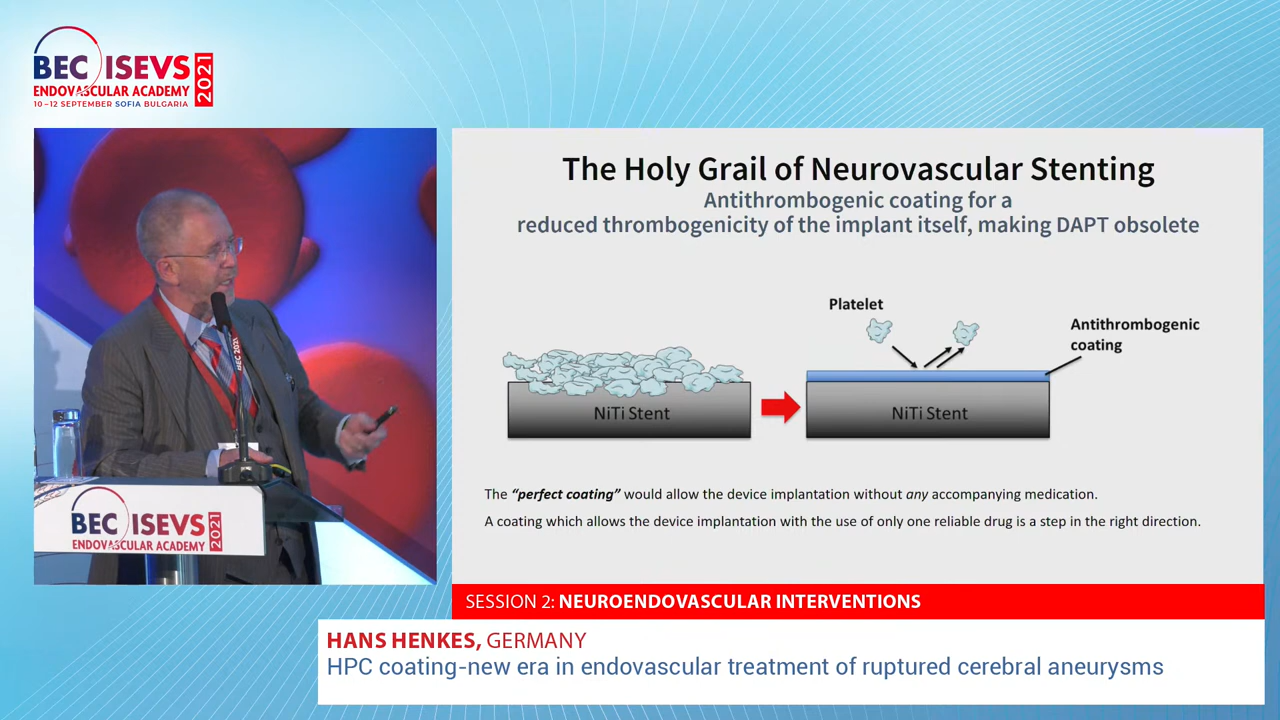 BEC ISEVS 2021
ENDOVASCULAR ACADEMY
10-12 SEPTEMBER SOFIA BULGARIA
The Holy Grail of Neurovascular Stenting
Antithrombogenic coating for a
reduced thrombogenicity of the implant itself, making DAPT obsolete
Platelet
Antithrombogenic
coating
NiTi Stent
NiTi Stent
The “perfect coating” would allow the device implantation without any accompanying medication.
A coating which allows the device implantation with the use of only one reliable drug is a step in the right direction.
BEC 2021
BEC ISEVS 2021
ENDOVASCULAR ACADEMY
SESSION 2: NEUROENDOVASCULAR INTERVENTIONS
HANS HENKES, GERMANY
HPC coating-new era in endovascular treatment of ruptured cerebral aneurysms